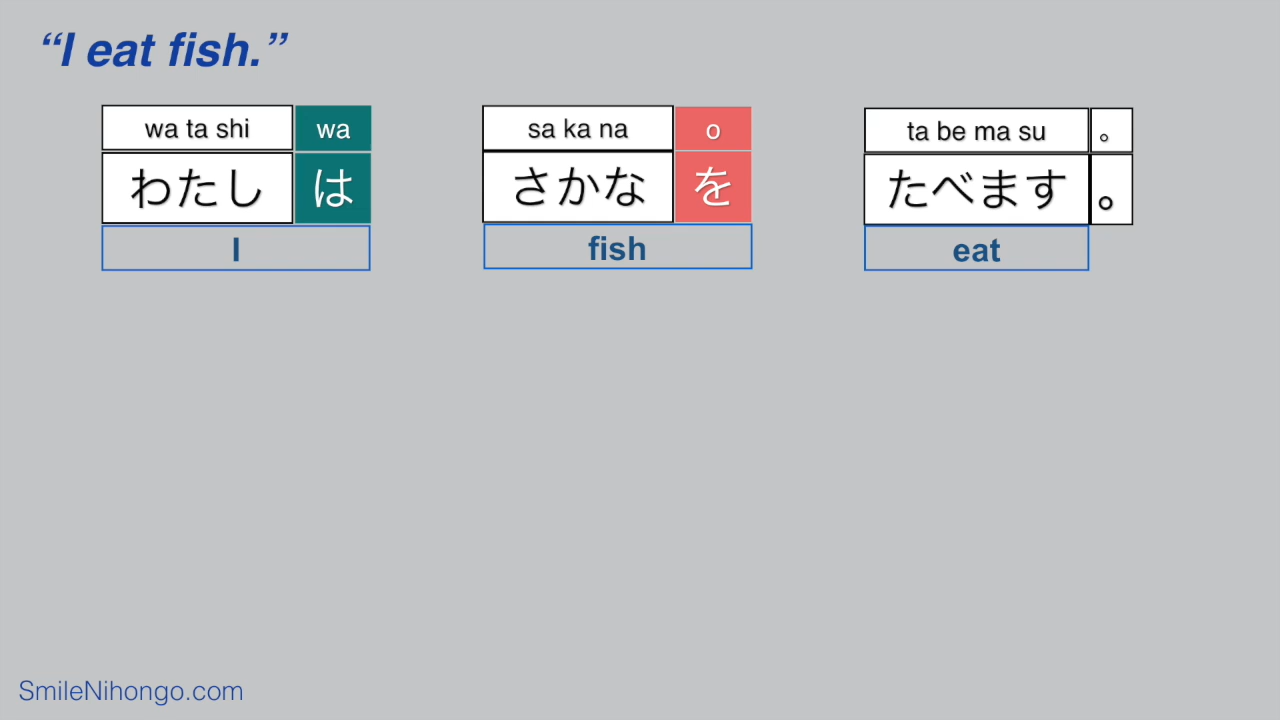 “I eat fish.”
wa ta shi wa sa ka na o ta be ma su 。
わたし は さかな を たべます 。
I fish eat
SmileNihongo.com